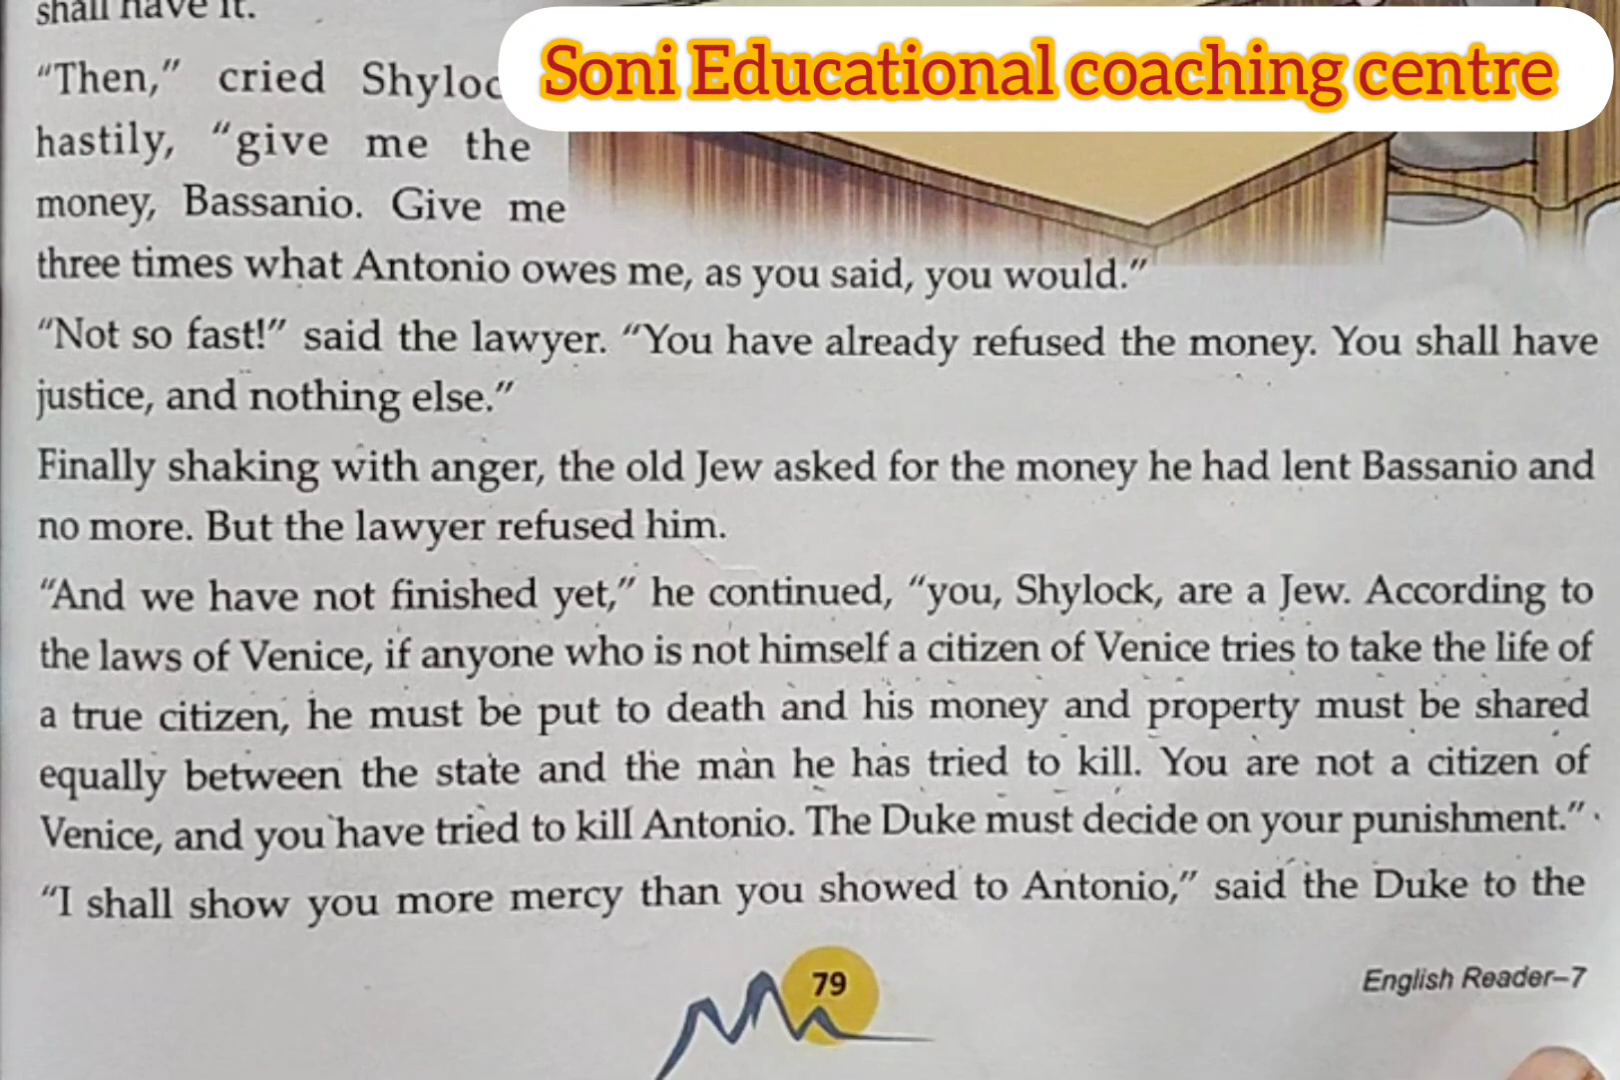 shall have it.
Soni Educational coaching centre
"Then," cried Shyloc
hastily, "give me the
money, Bassanio. Give me
three times what Antonio owes me, as you said, you would."
"Not so fast!" said the lawyer. "You have already refused the money. You shall have
justice, and nothing else."
Finally shaking with anger, the old Jew asked for the money he had lent Bassanio and
no more. But the lawyer refused him.
"And we have not finished yet," he continued, "you, Shylock, are a Jew. According to
the laws of Venice, if anyone who is not himself a citizen of Venice tries to take the life of
a true citizen, he must be put to death and his money and property must be shared
equally between the state and the man he has tried to kill. You are not a citizen of
Venice, and you have tried to kill Antonio. The Duke must decide on your punishment."
"I shall show you more mercy than you showed to Antonio," said the Duke to the
79
English Reader–7